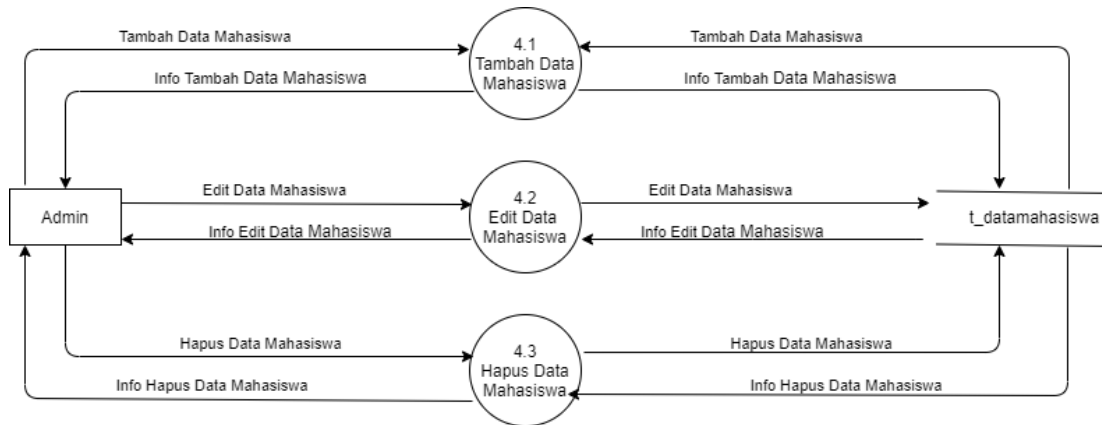 Tambah Data Mahasiswa
4.1
Tambah Data
Mahasiswa
Tambah Data Mahasiswa
Info Tambah Data Mahasiswa
Info Tambah Data Mahasiswa
Admin
Edit Data Mahasiswa
4.2
Edit Data
Mahasiswa
Edit Data Mahasiswa
Info Edit Data Mahasiswa
Info Edit Data Mahasiswa
t_datamahasiswa
Hapus Data Mahasiswa
4.3
Hapus Data
Mahasiswa
Hapus Data Mahasiswa
Info Hapus Data Mahasiswa
Info Hapus Data Mahasiswa